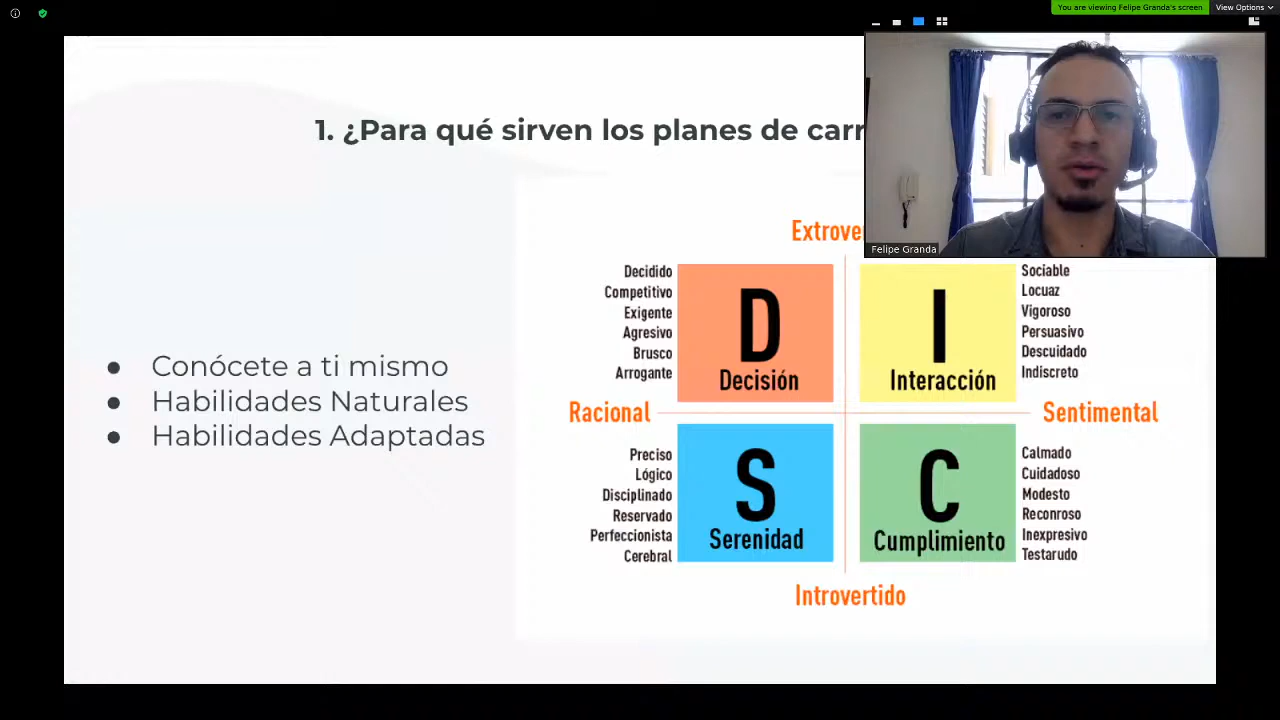 You are viewing Felipe Granda's screen
View Options
1. ¿Para qué sirven los planes de
Felipe Granda
Conócete a ti mismo
Habilidades Naturales
Habilidades Adaptadas
Decidido
Competitivo
Exigente
Agresivo
Brusco
Arrogante
D
Decisión
I
Interacción
Sociable
Locuaz
Vigoroso
Persuasivo
Descuidado
Indiscreto
Racional
Sentimental
Preciso
Lógico
Disciplinado
Reservado
Perfeccionista
Cerebral
S
Serenidad
C
Cumplimiento
Calmado
Cuidadoso
Modesto
Reconroso
Inexpresivo
Testarudo
Introvertido